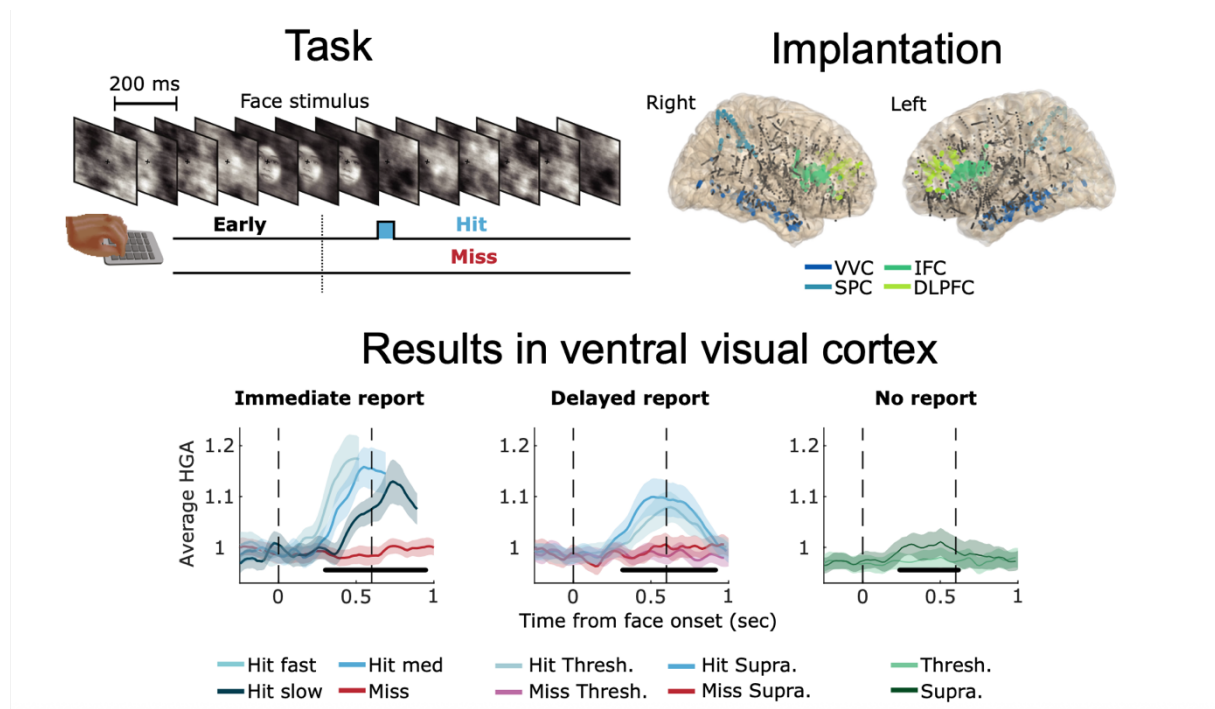 Task
Implantation
200 ms
Face stimulus
Right
Left
Early
Hit
Miss
VVC
IFC
SPC
DLPFC
Results in ventral visual cortex
Immediate report
Delayed report
No report
Average HGA
1.2
1.1
1
1.2
1.1
1
1.2
1.1
1
0
0.5
1
0
0.5
1
0
0.5
1
Time from face onset (sec)
Hit fast
Hit med
Hit Thresh.
Hit Supra.
Thresh.
Hit slow
Miss
Miss Thresh.
Miss Supra.
Supra.